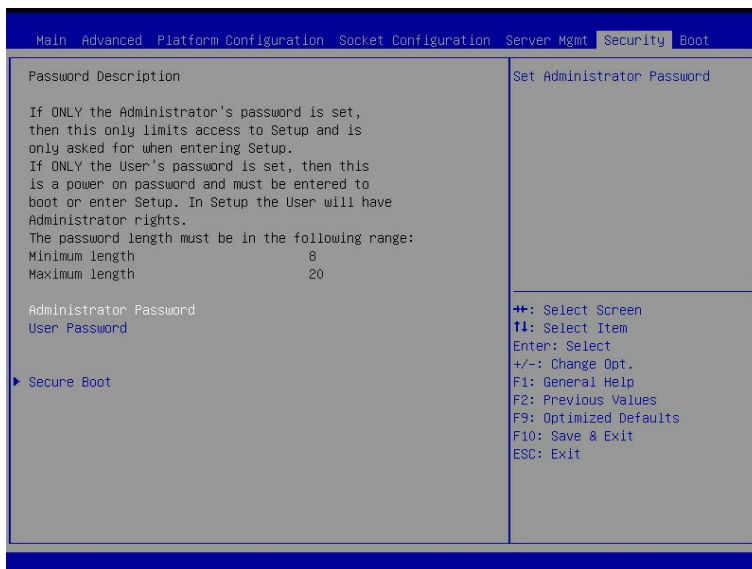 Main Advanced Platform Configuration Socket Configuration Server Mgmt Security Boot
Password Description
If ONLY the Administrator's password is set,
then this only limits access to Setup and is
only asked for when entering Setup.
If ONLY the User's password is set, then this
is a power on password and must be entered to
boot or enter Setup. In Setup the User will have
Administrator rights.
The password length must be in the following range:
Minimum length 8
Maximum length 20
Administrator Password
User Password
Secure Boot
Set Administrator Password
→←: Select Screen
↑↓: Select Item
Enter: Select
+/-: Change Opt.
F1: General Help
F2: Previous Values
F9: Optimized Defaults
F10: Save & Exit
ESC: Exit